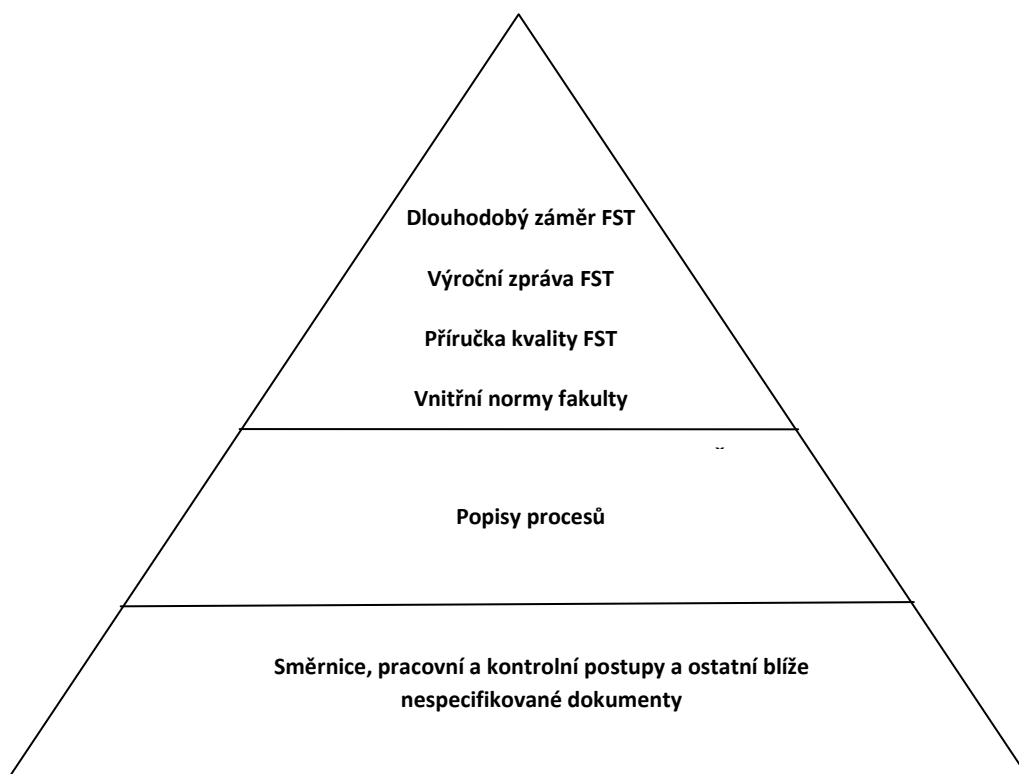 Dlouhodobý záměr FST
Výroční zpráva FST
Příručka kvality FST
Vnitřní normy fakulty
Popisy procesů
Směrnice, pracovní a kontrolní postupy a ostatní blíže
nespecifikované dokumenty